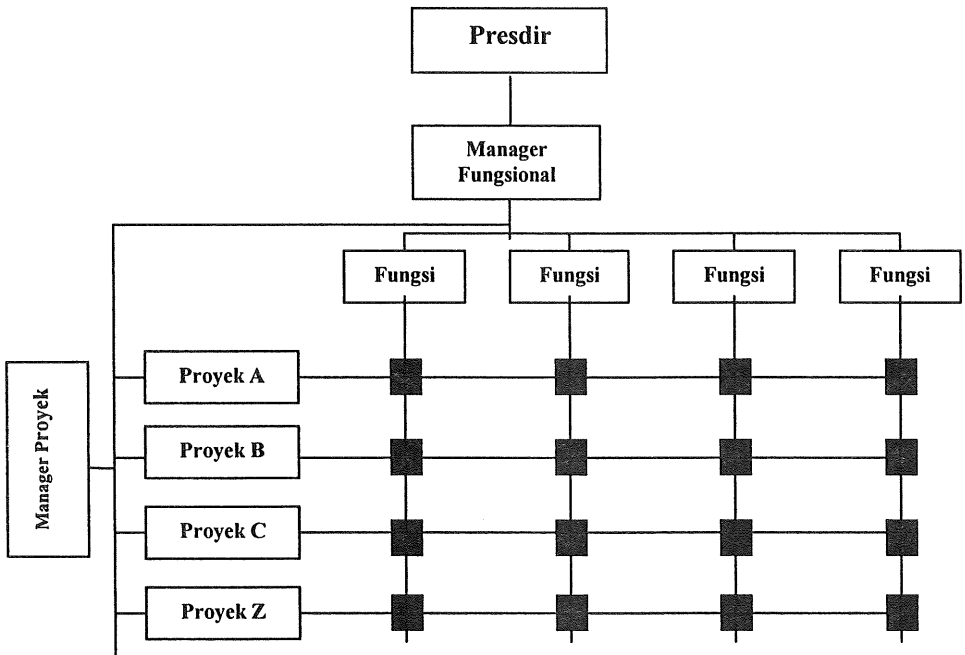 Presdir
Manager
Fungsional
Fungsi
Fungsi
Fungsi
Fungsi
Manager Proyek
Proyek A
Proyek B
Proyek C
Proyek Z